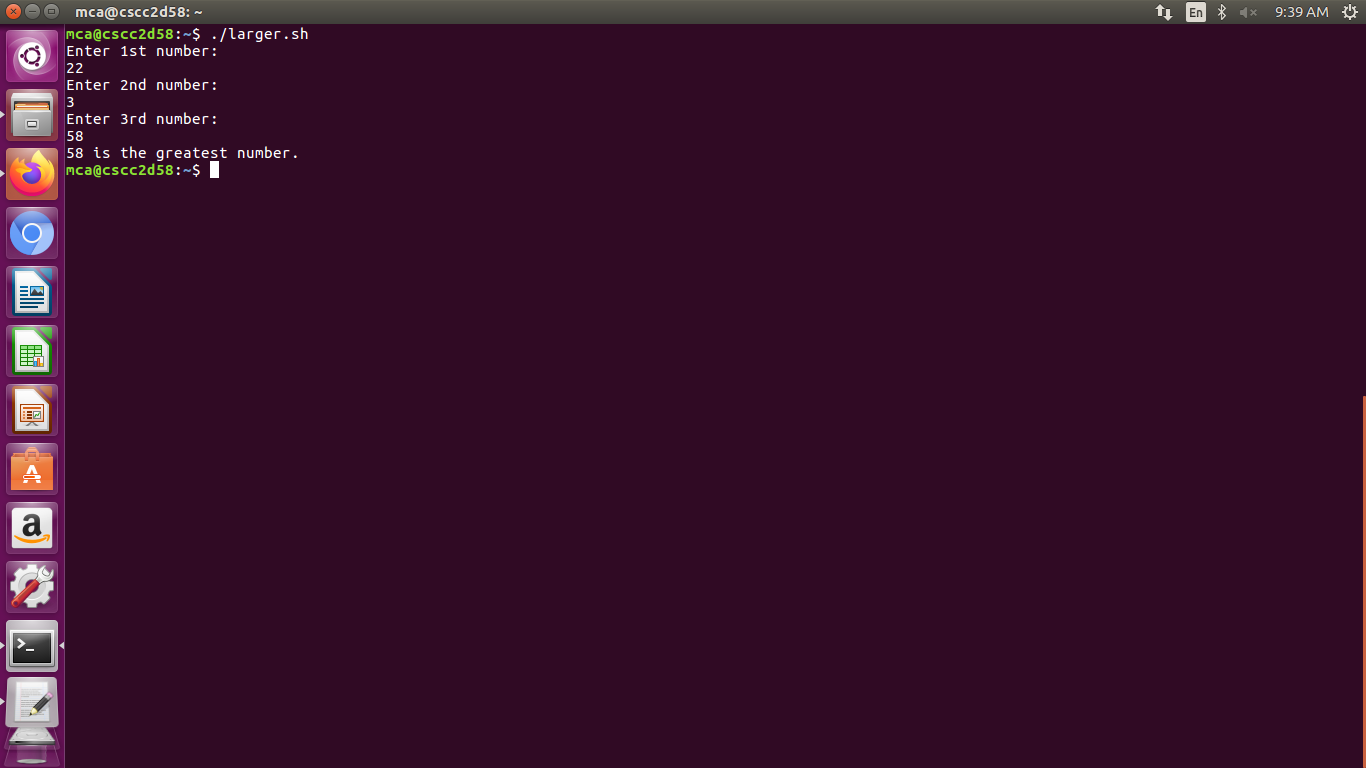 mca@cscc2d58: ~
En
9:39 AM
mca@cscc2d58:~$ ./larger.sh
Enter 1st number:
22
Enter 2nd number:
3
Enter 3rd number:
58
58 is the greatest number.
mca@cscc2d58:~$